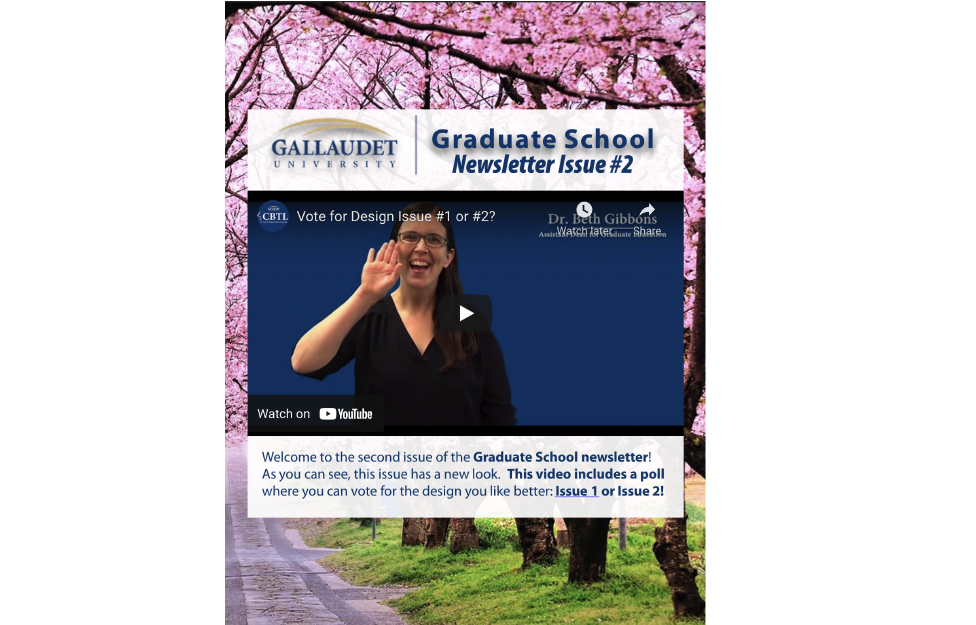 GALLAUDET
UNIVERSITY
Graduate School
Newsletter Issue #2
CBTL
Vote for Design Issue #1 or #2?
Dr. Beth Gibbons
Assistant Dean for Graduate Education
Watch later
Share
Watch on YouTube
Welcome to the second issue of the Graduate School newsletter!
As you can see, this issue has a new look. This video includes a poll
where you can vote for the design you like better: Issue 1 or Issue 2!